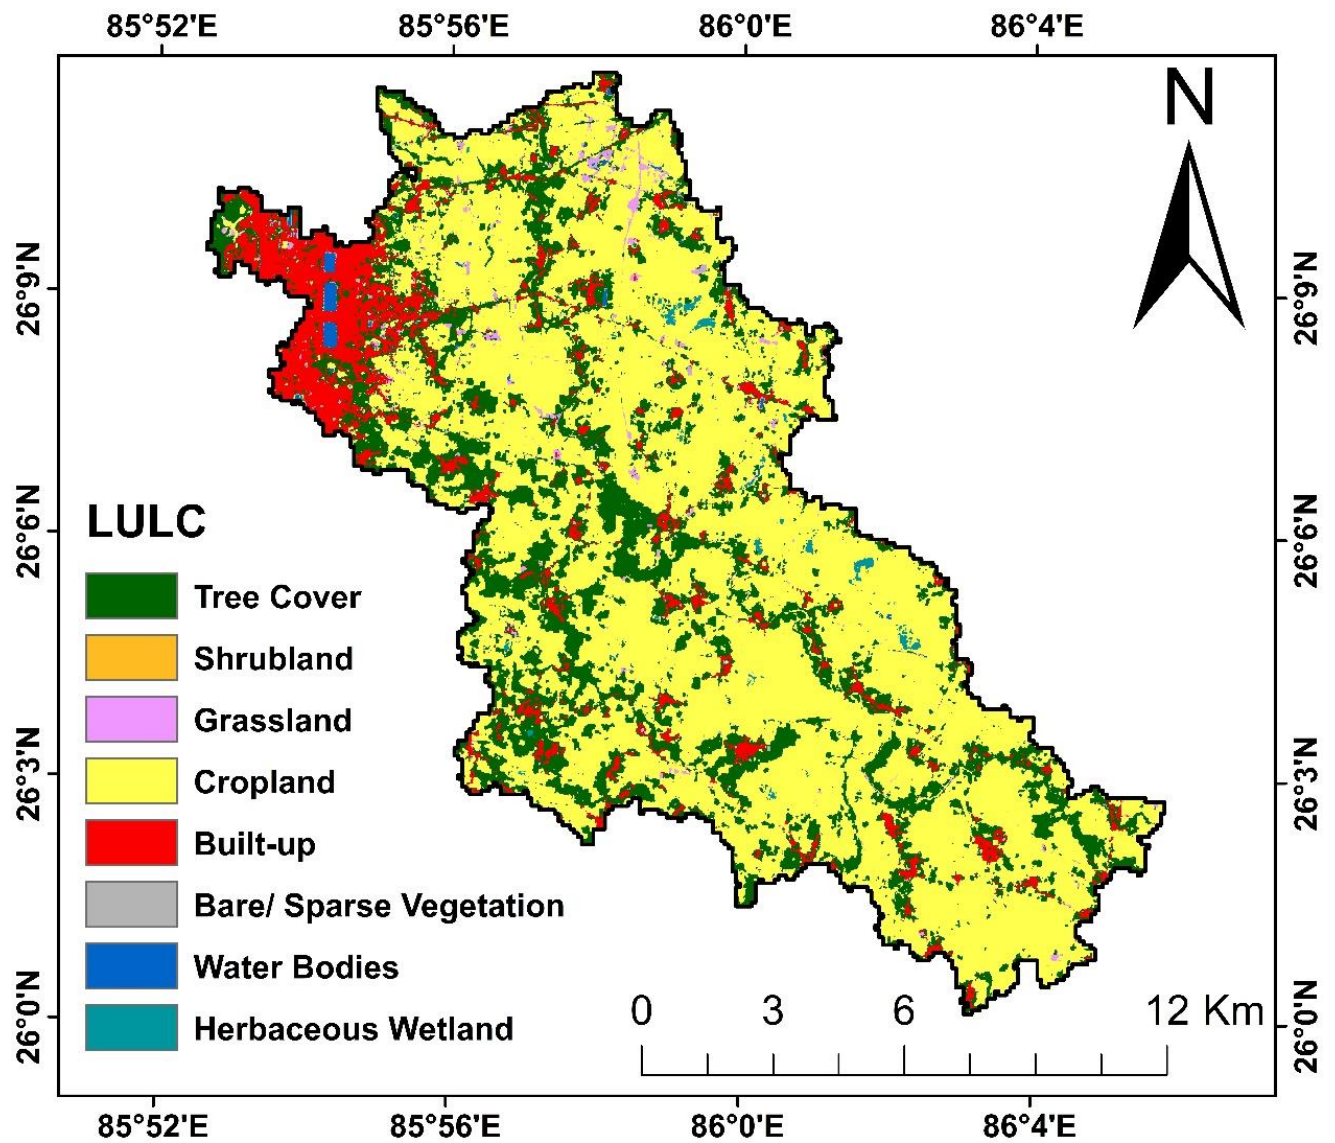 85°52'E 85°56'E 86°0'E 86°4'E
N
26°9'N 26°9'N
26°6'N 26°6'N
LULC
Tree Cover
Shrubland
Grassland
Cropland
26°3'N 26°3'N
Built-up
Bare/ Sparse Vegetation
Water Bodies
Herbaceous Wetland
26°0'N 26°0'N
0 3 6 12 Km
85°52'E 85°56'E 86°0'E 86°4'E